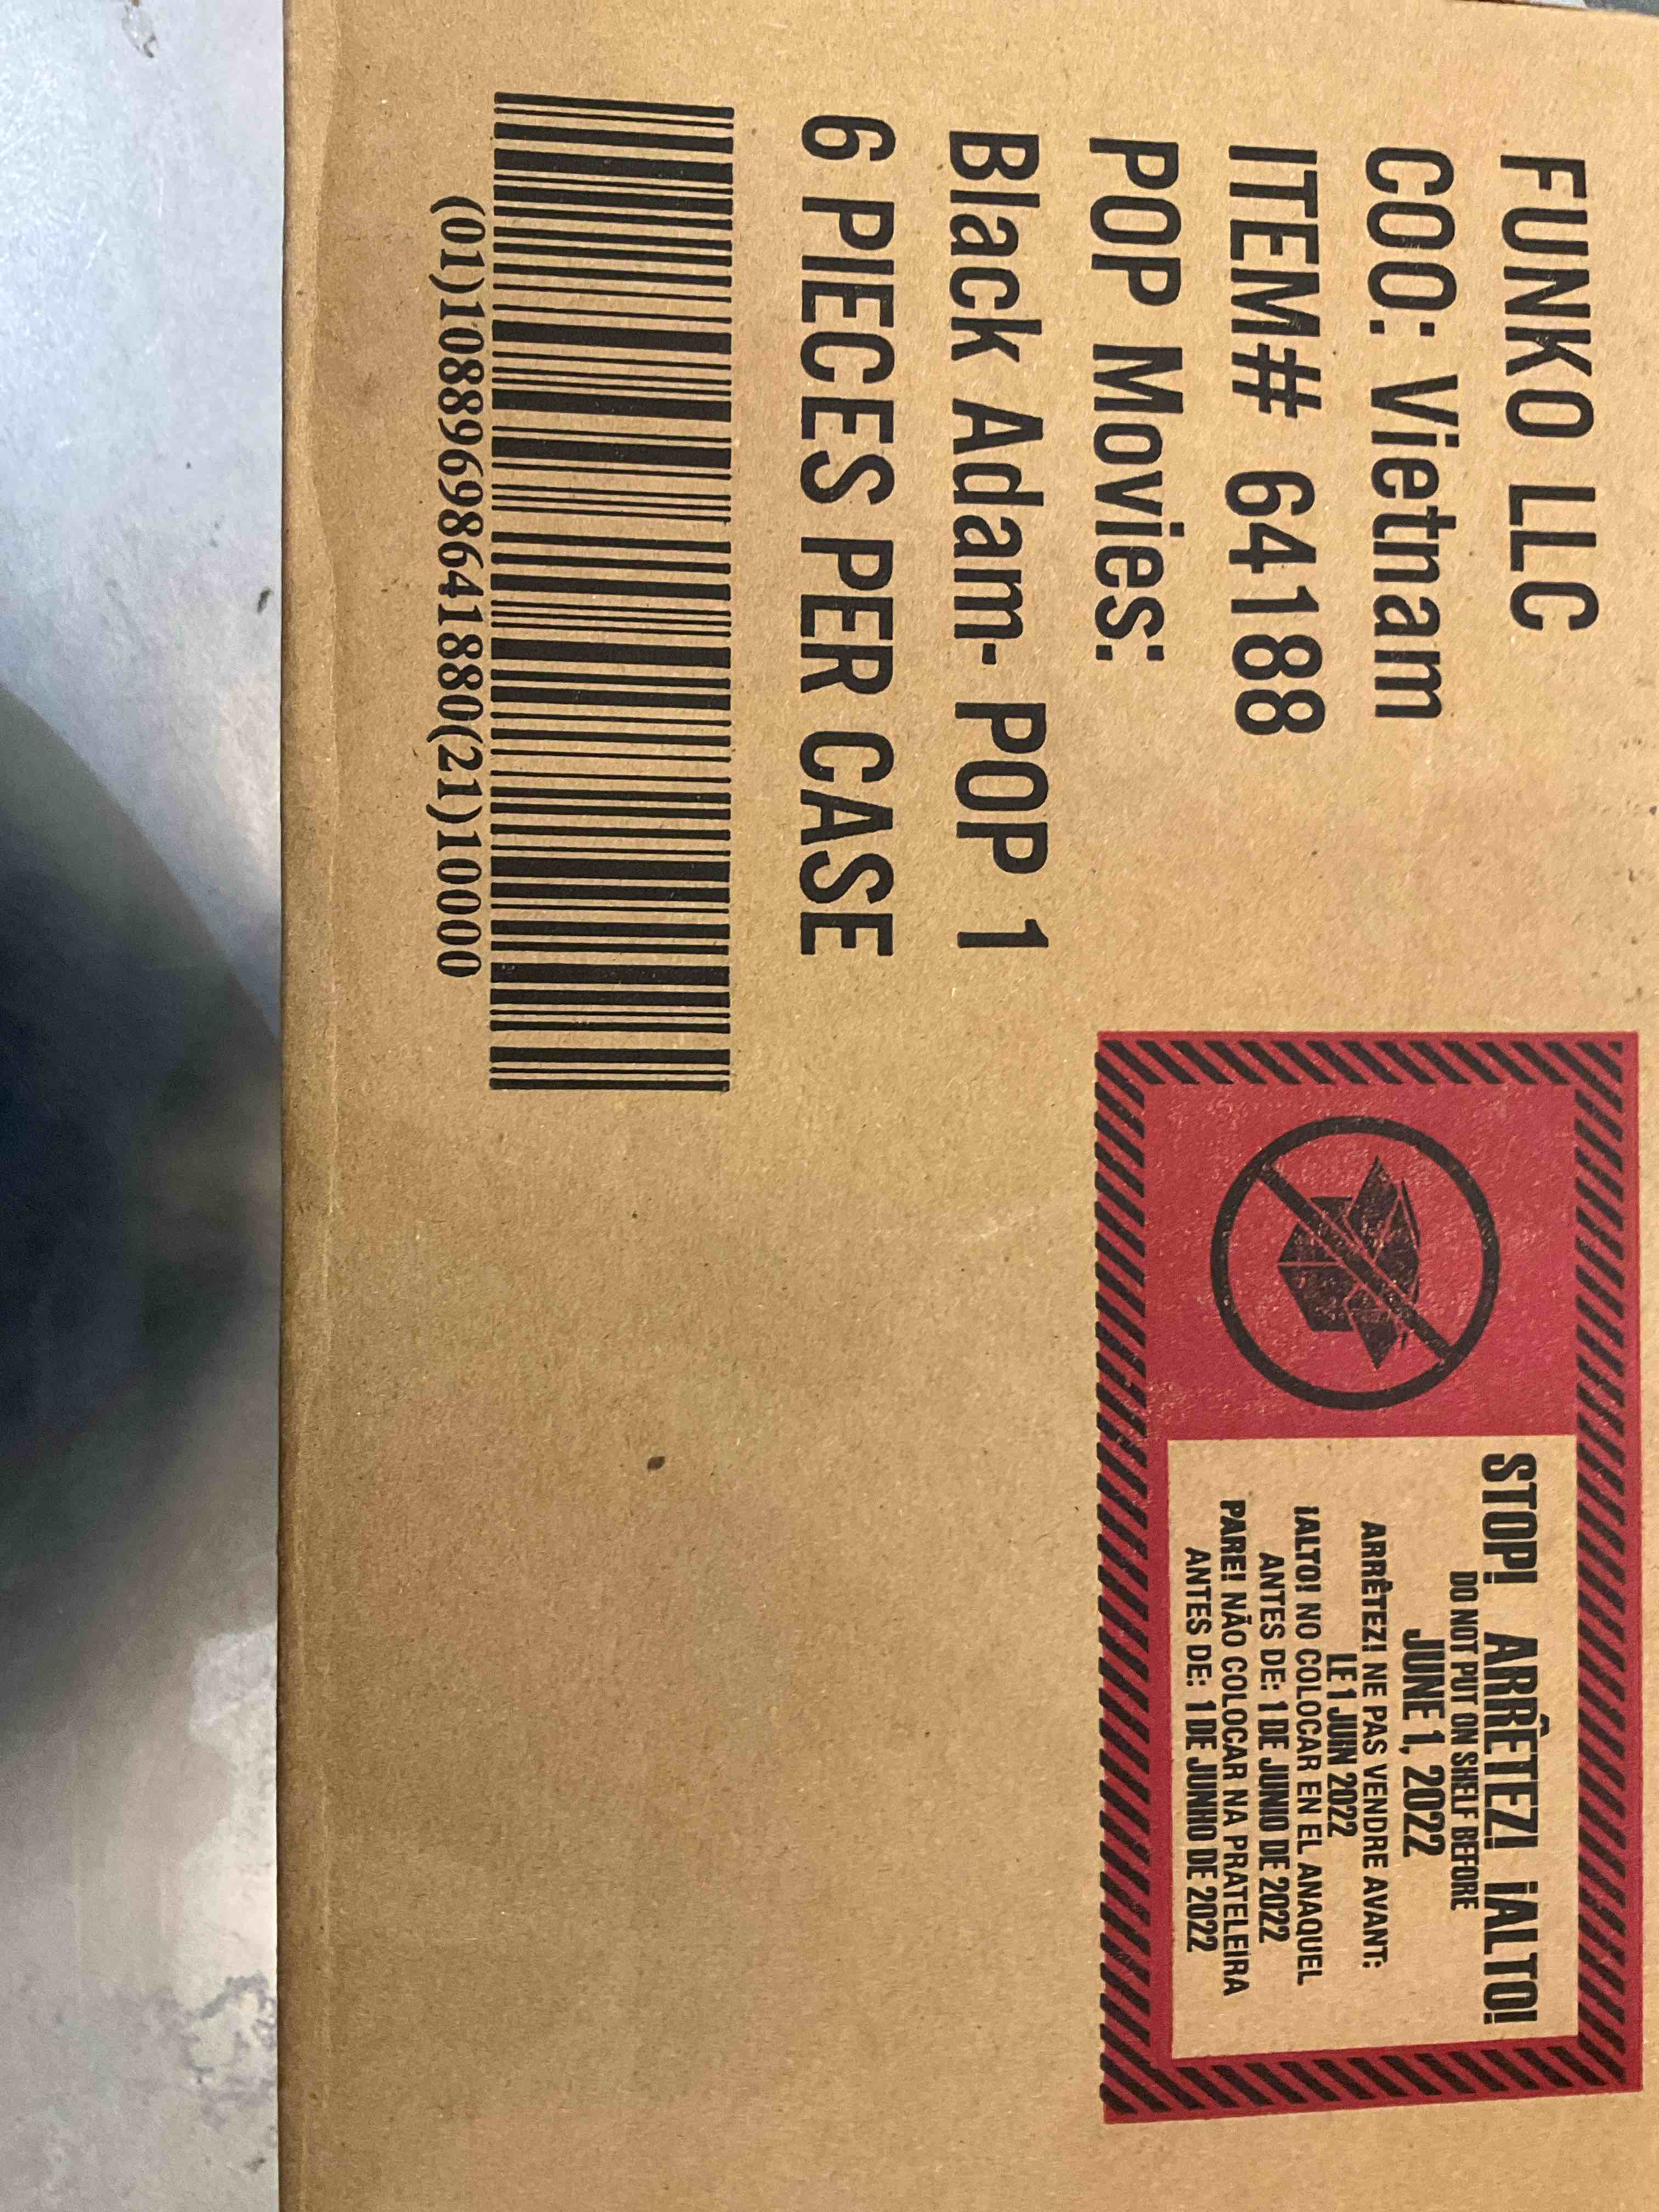 FUNKO LLC
COO: Vietnam
ITEM# 64188
POP Movies:
Black Adam- POP 1
6 PIECES PER CASE
(01)10889698641880(21)10000
STOP! ARRÊTEZ! ¡ALTO!
DO NOT PUT ON SHELF BEFORE
JUNE 1, 2022
ARRÊTEZ! NE PAS VENDRE AVANT:
LE 1 JUIN 2022
¡ALTO! NO COLOCAR EN EL ANAQUEL
ANTES DE: 1 DE JUNIO DE 2022
PARE! NÃO COLOCAR NA PRATELEIRA
ANTES DE: 1 DE JUNHO DE 2022